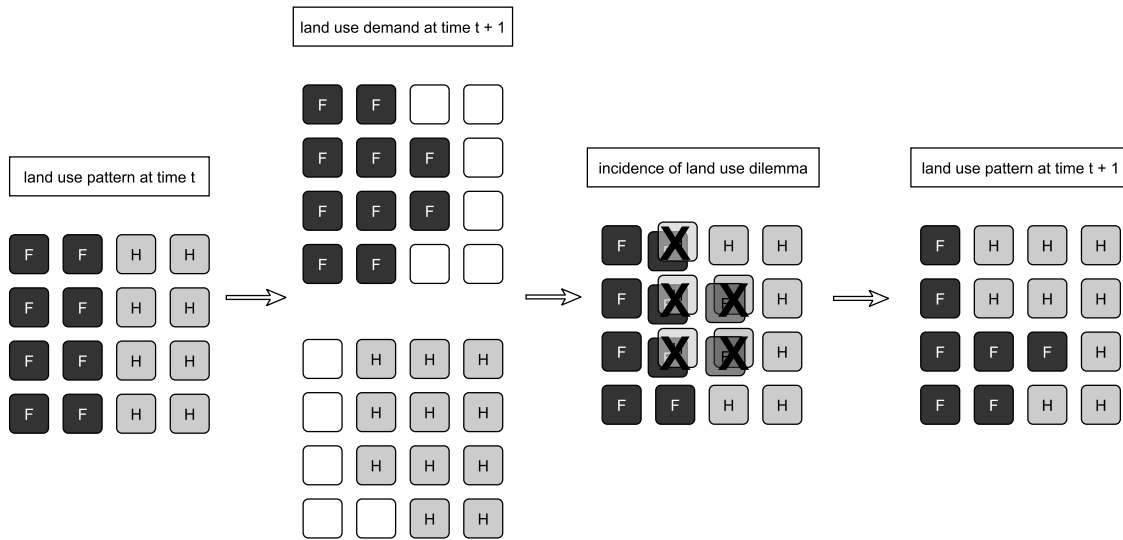 land use demand at time t + 1
F F
F F F
F F F
F F
H H H
H H H
H H H
H H
land use pattern at time t
F F H H
F F H H
F F H H
F F H H
incidence of land use dilemma
F X H H
F X X H
F X X H
F F H H
land use pattern at time t + 1
F H H H
F H H H
F F F H
F F H H